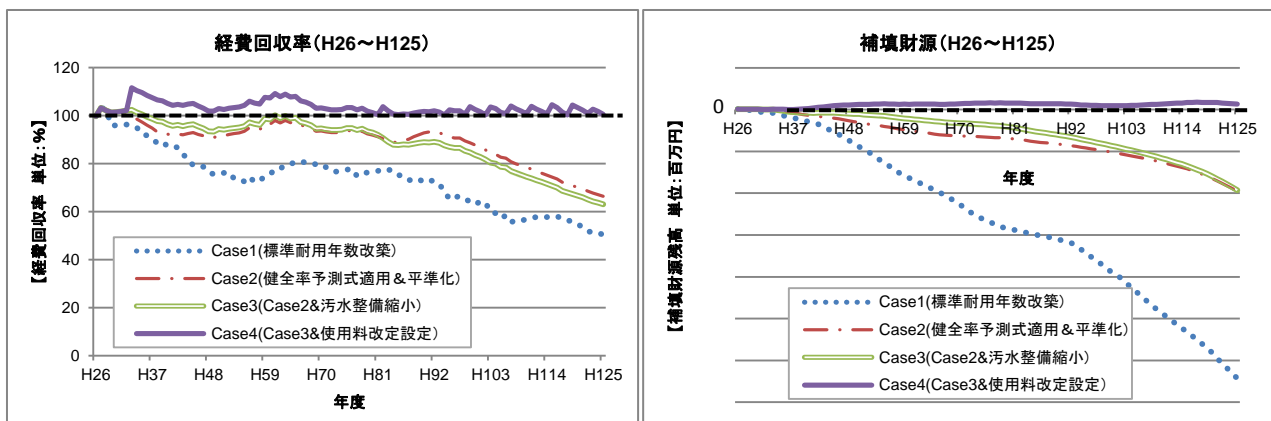 経費回収率(H26～H125)
【経費回収率 単位:%】
120
100
80
60
40
20
0
Case1(標準耐用年数改築)
Case2(健全率予測式適用＆平準化)
Case3(Case2&汚水整備縮小)
Case4(Case3&使用料改定設定)
H26 H37 H48 H59 H70 H81 H92 H103 H114 H125
年度
補填財源(H26～H125)
【補填財源残高 単位:百万円】
0
H26 H37 H48 H59 H70 H81 H92 H103 H114 H125
年度
Case1(標準耐用年数改築)
Case2(健全率予測式適用＆平準化)
Case3(Case2&汚水整備縮小)
Case4(Case3&使用料改定設定)